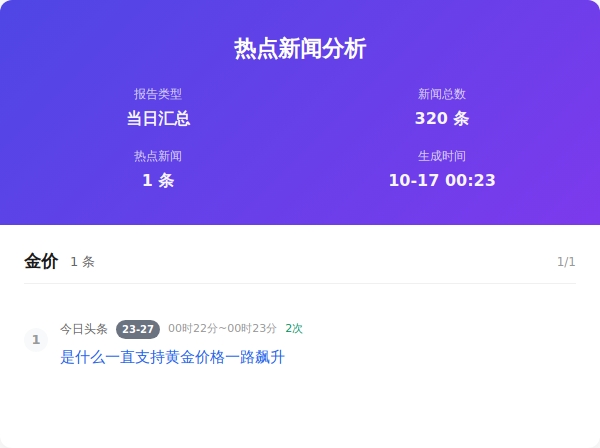 热点新闻分析
报告类型
新闻总数
当日汇总
320 条
热点新闻
生成时间
1 条
10-17 00:23
金价 1 条 1/1
1 今日头条 23-27 00时22分~00时23分 2次
是什么一直支持黄金价格一路飙升